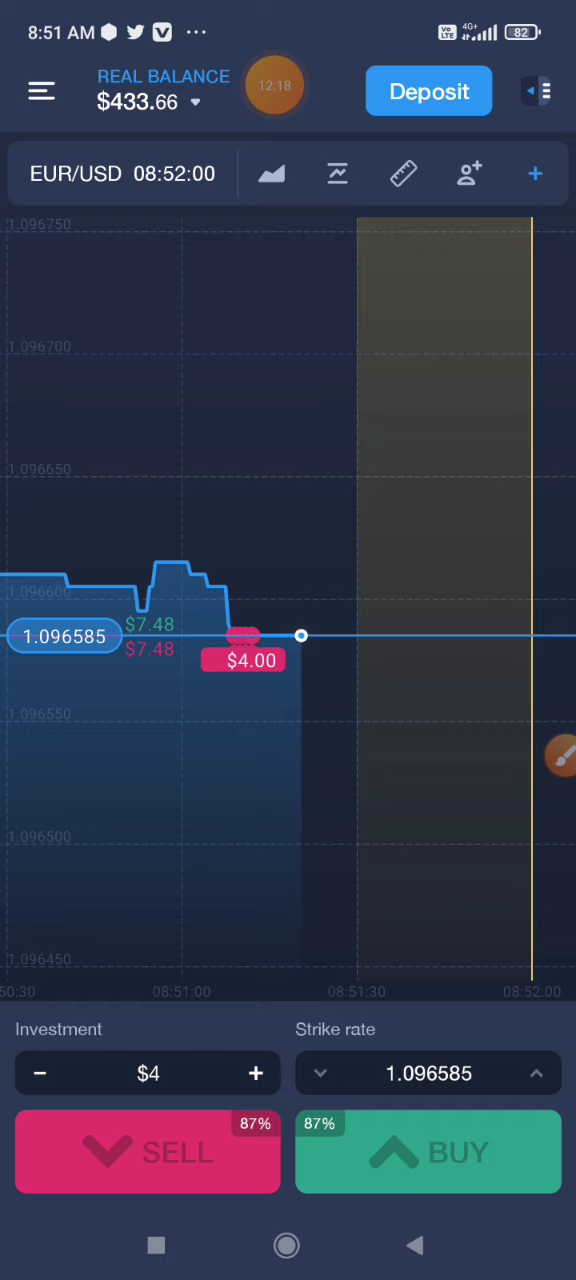 8:51 AM ···
Vo LTE 4G+ 82
REAL BALANCE
$433.66
12:18
Deposit
EUR/USD 08:52:00
1.096750
1.096700
1.096650
1.096600
1.096585
$7.48
$7.48
$4.00
1.096550
1.096500
1.096450
50:30 08:51:00 08:51:30 08:52:00
Investment Strike rate
− $4 + 1.096585
87% 87%
SELL BUY